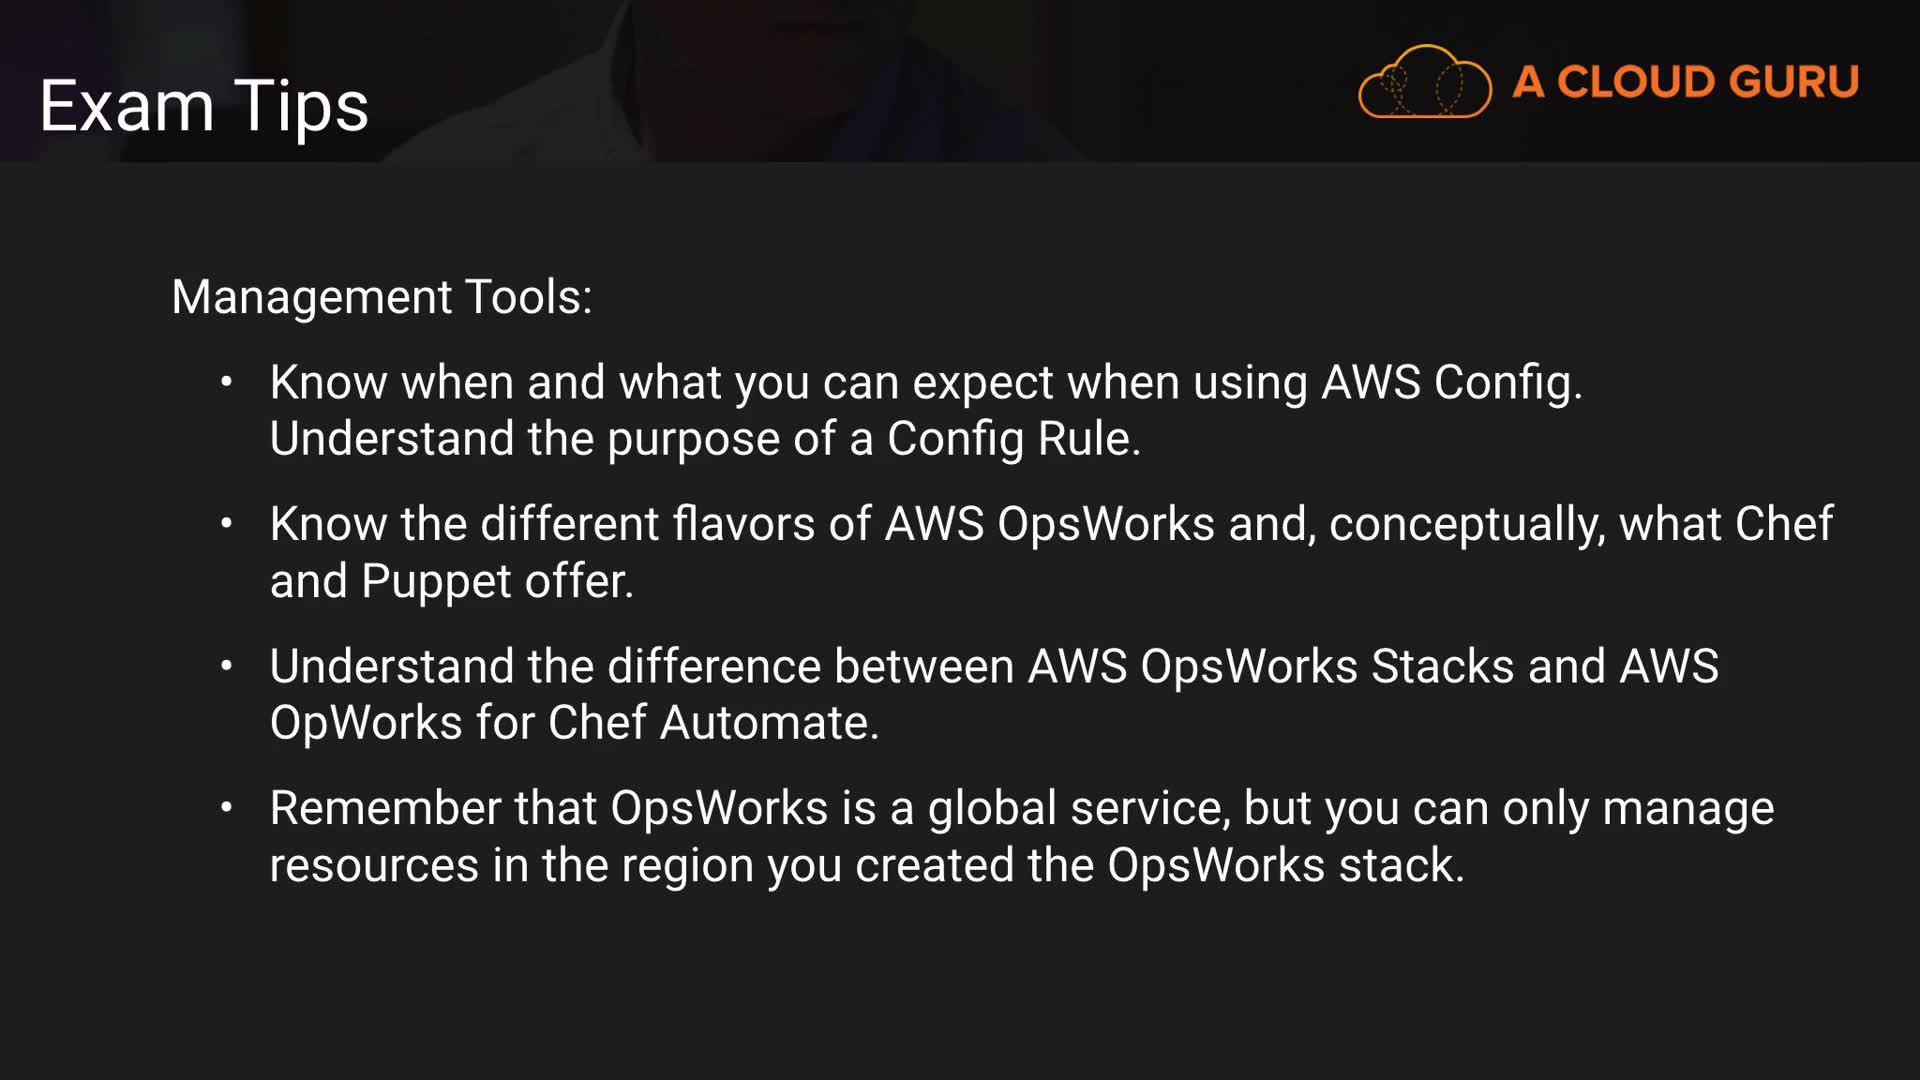 Exam Tips
A CLOUD GURU
Management Tools:
• Know when and what you can expect when using AWS Config.
Understand the purpose of a Config Rule.
• Know the different flavors of AWS OpsWorks and, conceptually, what Chef
and Puppet offer.
• Understand the difference between AWS OpsWorks Stacks and AWS
OpWorks for Chef Automate.
• Remember that OpsWorks is a global service, but you can only manage
resources in the region you created the OpsWorks stack.